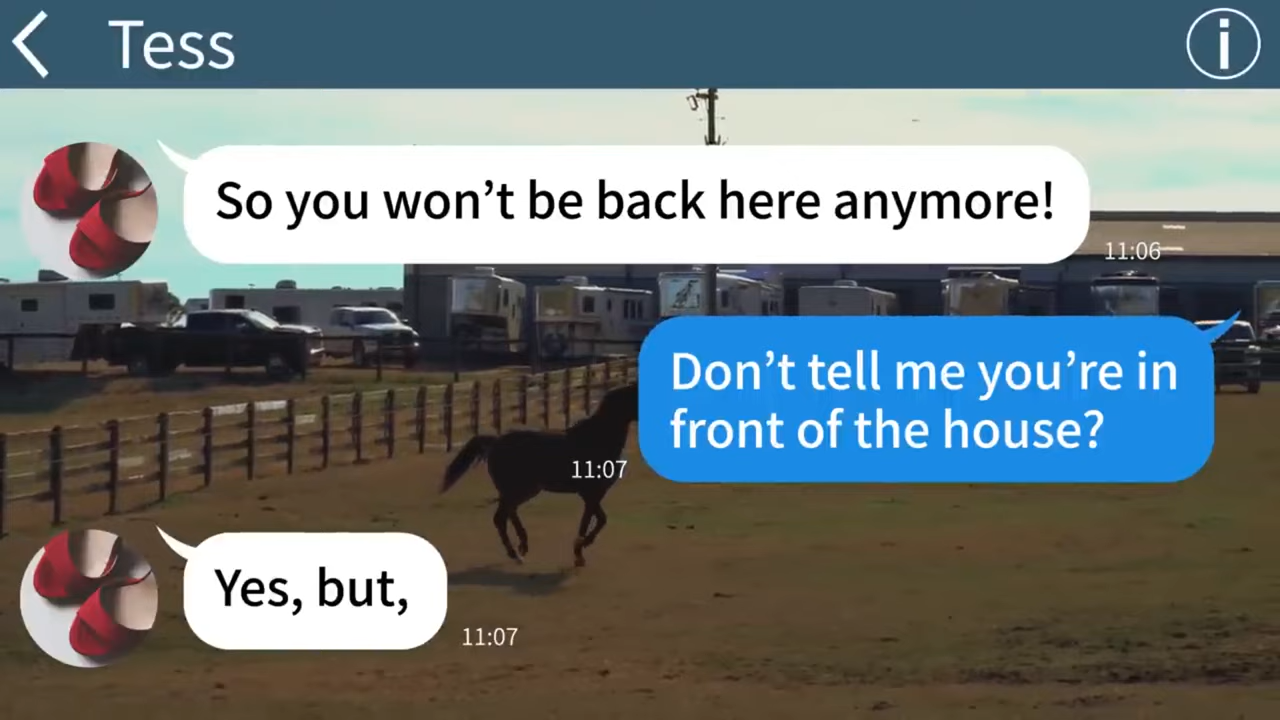 Tess
So you won’t be back here anymore!
11:06
Don’t tell me you’re in
front of the house?
11:07
Yes, but,
11:07